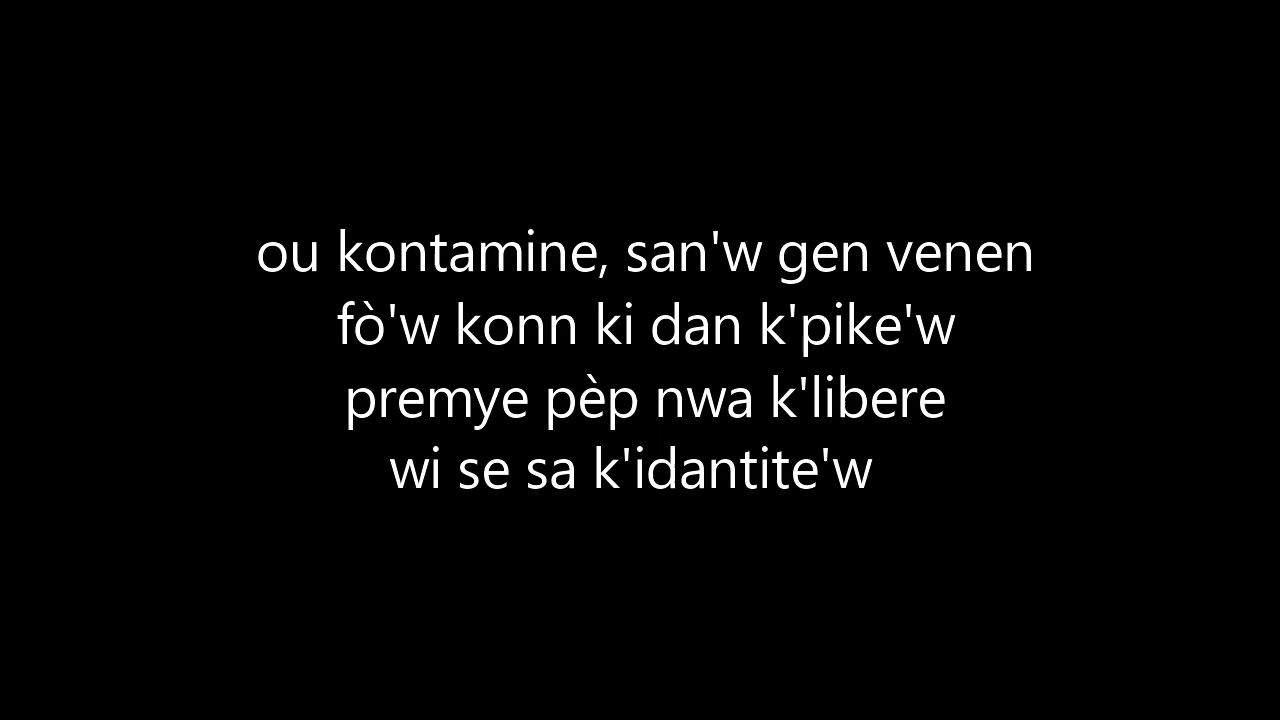 ou kontamine, san'w gen venen
fò'w konn ki dan k'pike'w
premye pèp nwa k'libere
wi se sa k'idantite'w